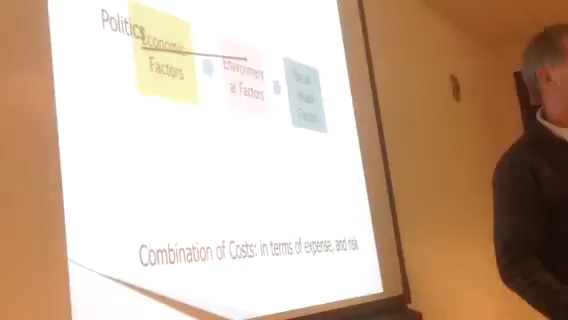 Politics
Economic
Factors
Environment
al Factors
Social
Factors
Combination of Costs: in terms of expense, and risk